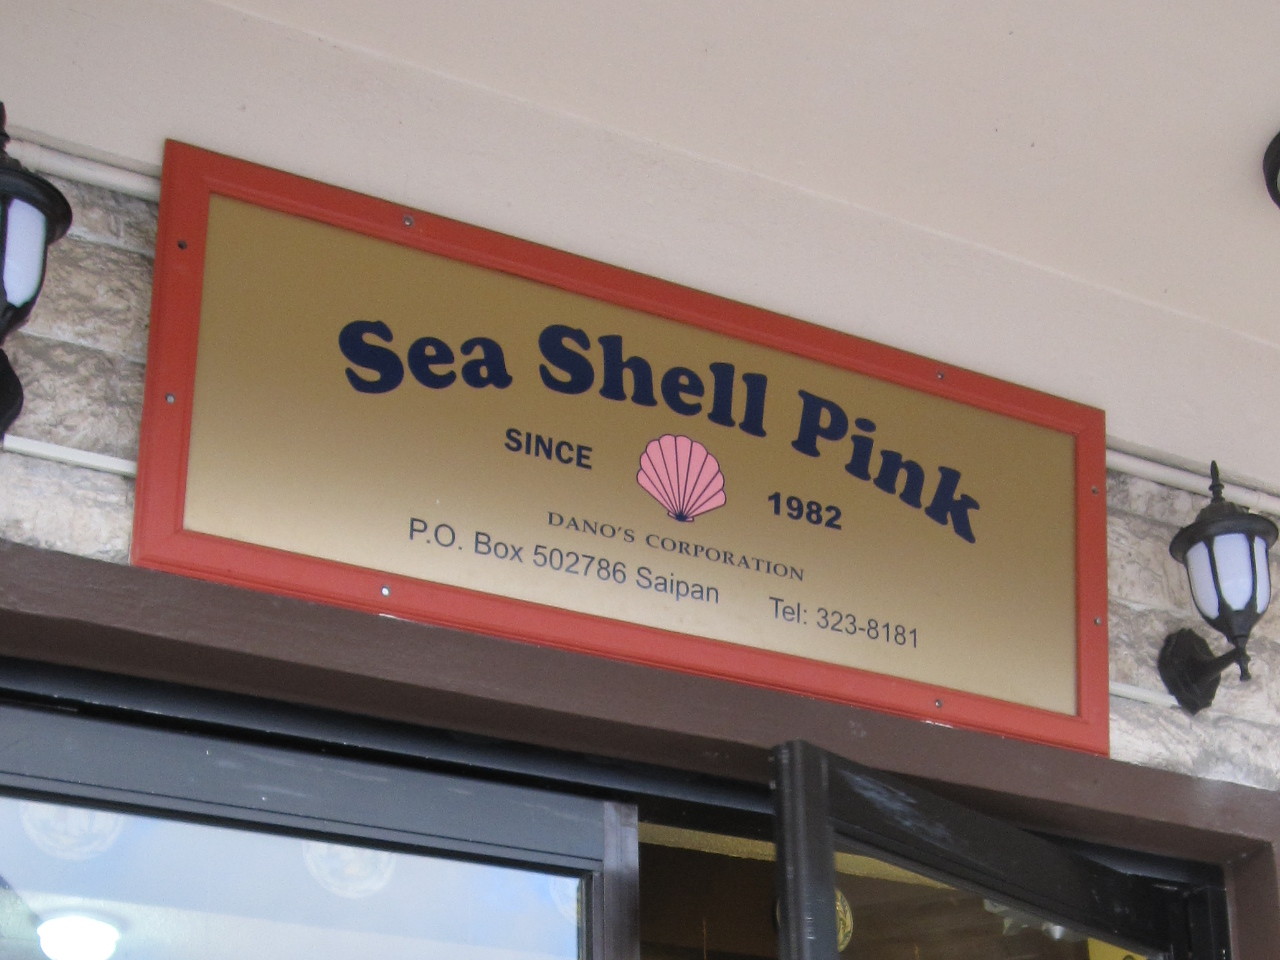 Sea Shell Pink
SINCE 1982
DANO'S CORPORATION
P.O. Box 502786 Saipan Tel: 323-8181